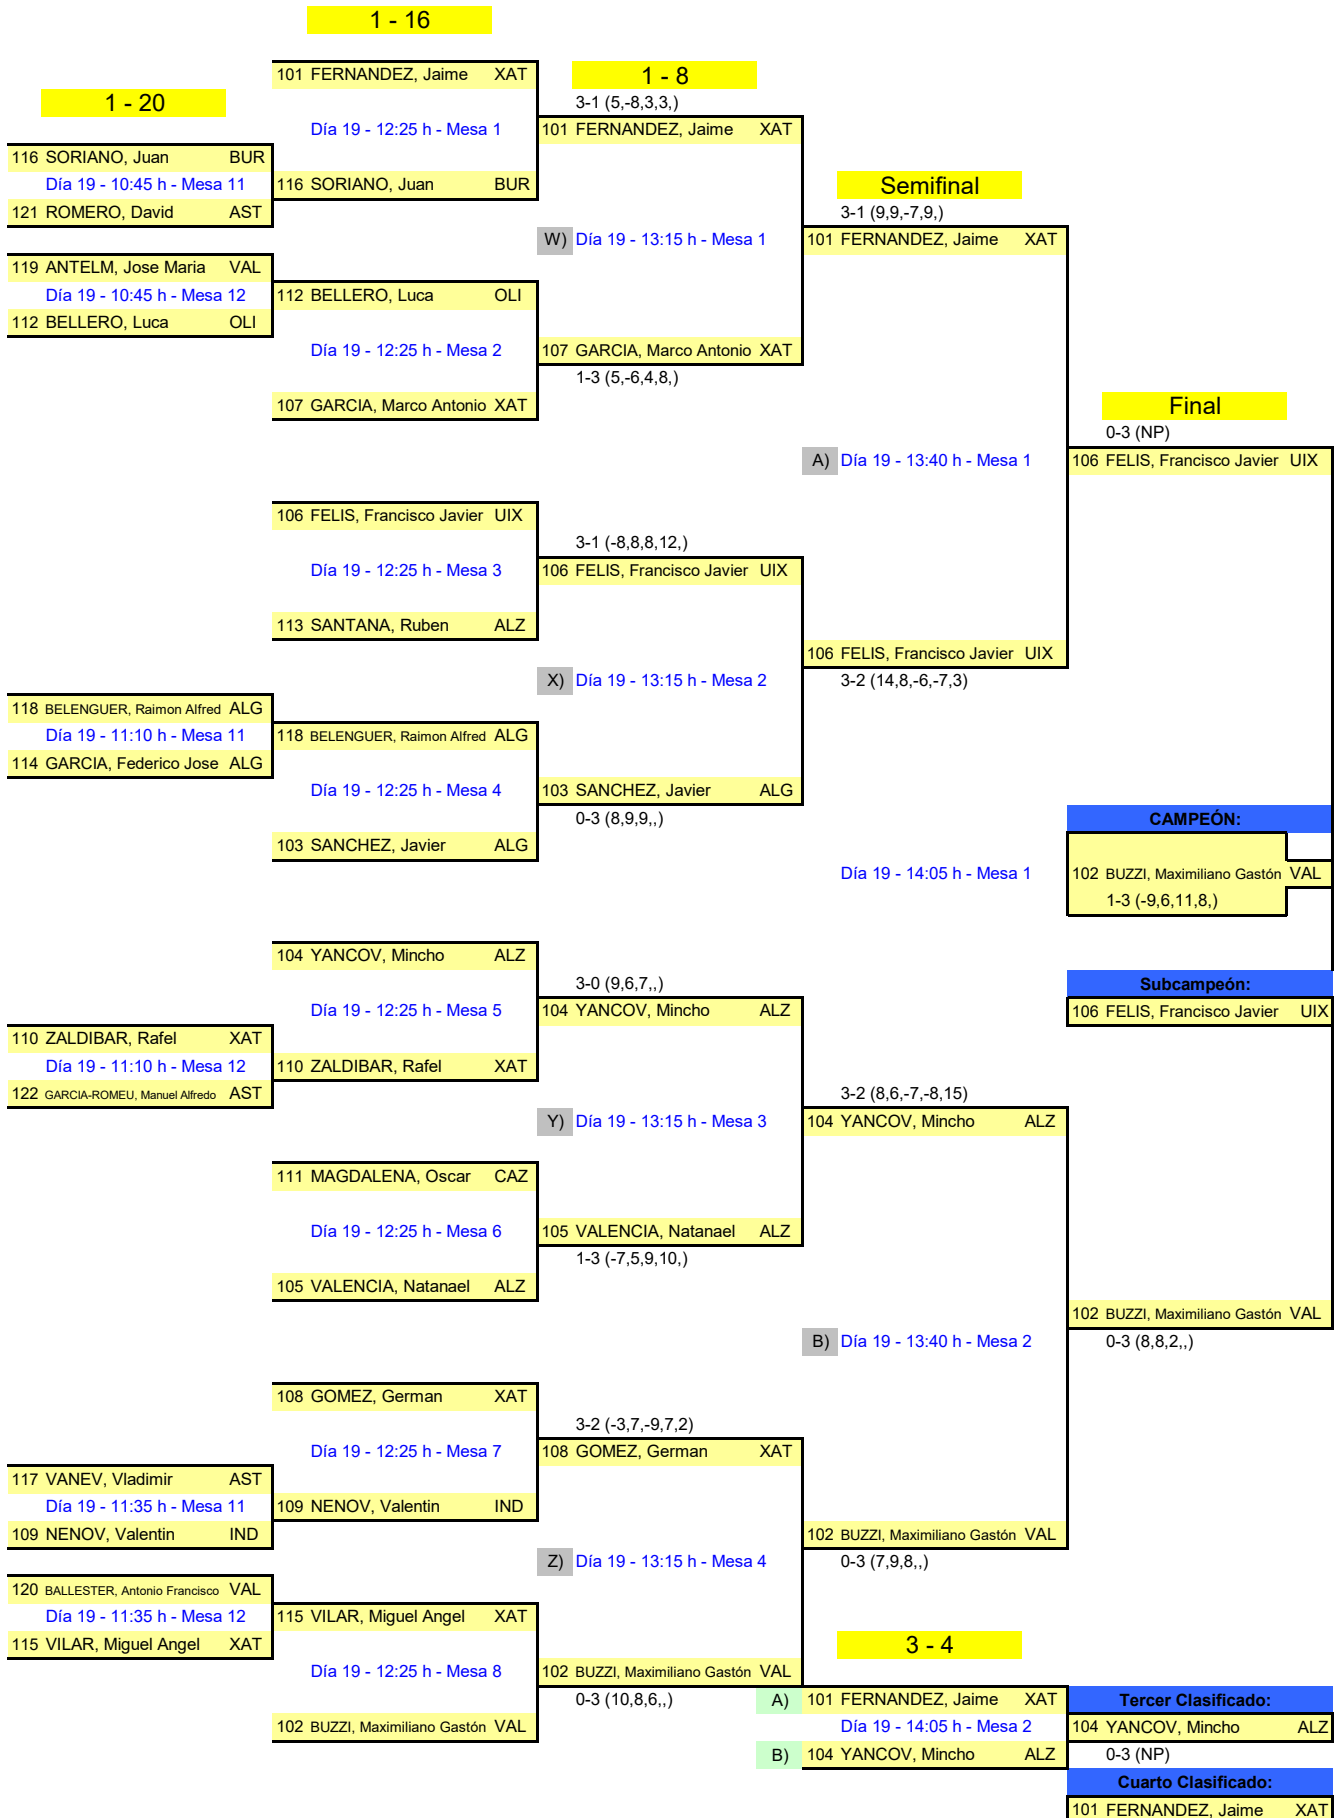 1 - 16
101 FERNANDEZ, Jaime XAT
1 - 8
1 - 20
3-1 (5,-8,3,3,)
Día 19 - 12:25 h - Mesa 1
101 FERNANDEZ, Jaime XAT
116 SORIANO, Juan BUR
Día 19 - 10:45 h - Mesa 11
116 SORIANO, Juan BUR
Semifinal
121 ROMERO, David AST
3-1 (9,9,-7,9,)
W) Día 19 - 13:15 h - Mesa 1
101 FERNANDEZ, Jaime XAT
119 ANTELM, Jose Maria VAL
Día 19 - 10:45 h - Mesa 12
112 BELLERO, Luca OLI
112 BELLERO, Luca OLI
Día 19 - 12:25 h - Mesa 2
107 GARCIA, Marco Antonio XAT
1-3 (5,-6,4,8,)
107 GARCIA, Marco Antonio XAT
Final
0-3 (NP)
A) Día 19 - 13:40 h - Mesa 1
106 FELIS, Francisco Javier UIX
106 FELIS, Francisco Javier UIX
3-1 (-8,8,8,12,)
Día 19 - 12:25 h - Mesa 3
106 FELIS, Francisco Javier UIX
113 SANTANA, Ruben ALZ
106 FELIS, Francisco Javier UIX
X) Día 19 - 13:15 h - Mesa 2
3-2 (14,8,-6,-7,3)
118 BELENGUER, Raimon Alfred ALG
Día 19 - 11:10 h - Mesa 11
118 BELENGUER, Raimon Alfred ALG
114 GARCIA, Federico Jose ALG
Día 19 - 12:25 h - Mesa 4
103 SANCHEZ, Javier ALG
0-3 (8,9,9,,)
CAMPEÓN:
103 SANCHEZ, Javier ALG
Día 19 - 14:05 h - Mesa 1
102 BUZZI, Maximiliano Gastón VAL
1-3 (-9,6,11,8,)
104 YANCOV, Mincho ALZ
3-0 (9,6,7,,)
Subcampeón:
Día 19 - 12:25 h - Mesa 5
104 YANCOV, Mincho ALZ
106 FELIS, Francisco Javier UIX
110 ZALDIBAR, Rafel XAT
Día 19 - 11:10 h - Mesa 12
110 ZALDIBAR, Rafel XAT
122 GARCIA-ROMEU, Manuel Alfredo AST
3-2 (8,6,-7,-8,15)
Y) Día 19 - 13:15 h - Mesa 3
104 YANCOV, Mincho ALZ
111 MAGDALENA, Oscar CAZ
Día 19 - 12:25 h - Mesa 6
105 VALENCIA, Natanael ALZ
1-3 (-7,5,9,10,)
105 VALENCIA, Natanael ALZ
102 BUZZI, Maximiliano Gastón VAL
B) Día 19 - 13:40 h - Mesa 2
0-3 (8,8,2,,)
108 GOMEZ, German XAT
3-2 (-3,7,-9,7,2)
Día 19 - 12:25 h - Mesa 7
108 GOMEZ, German XAT
117 VANEV, Vladimir AST
Día 19 - 11:35 h - Mesa 11
109 NENOV, Valentin IND
109 NENOV, Valentin IND
102 BUZZI, Maximiliano Gastón VAL
Z) Día 19 - 13:15 h - Mesa 4
0-3 (7,9,8,,)
120 BALLESTER, Antonio Francisco VAL
Día 19 - 11:35 h - Mesa 12
115 VILAR, Miguel Angel XAT
115 VILAR, Miguel Angel XAT
3 - 4
Día 19 - 12:25 h - Mesa 8
102 BUZZI, Maximiliano Gastón VAL
0-3 (10,8,6,,)
A) 101 FERNANDEZ, Jaime XAT
Tercer Clasificado:
102 BUZZI, Maximiliano Gastón VAL
Día 19 - 14:05 h - Mesa 2
104 YANCOV, Mincho ALZ
B) 104 YANCOV, Mincho ALZ
0-3 (NP)
Cuarto Clasificado:
101 FERNANDEZ, Jaime XAT